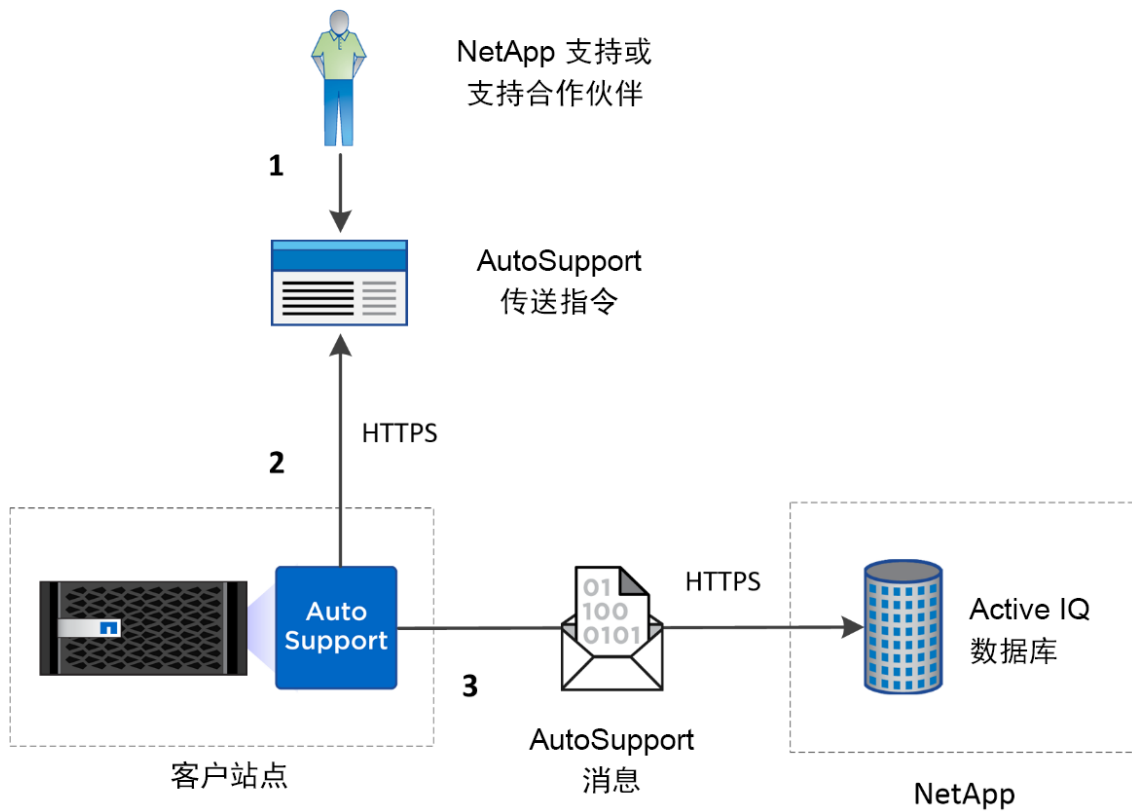 NetApp 支持或
支持合作伙伴
1
AutoSupport
传送指令
HTTPS
2
Auto
Support
01
100
0101
HTTPS
Active IQ
数据库
3
AutoSupport
消息
客户站点
NetApp